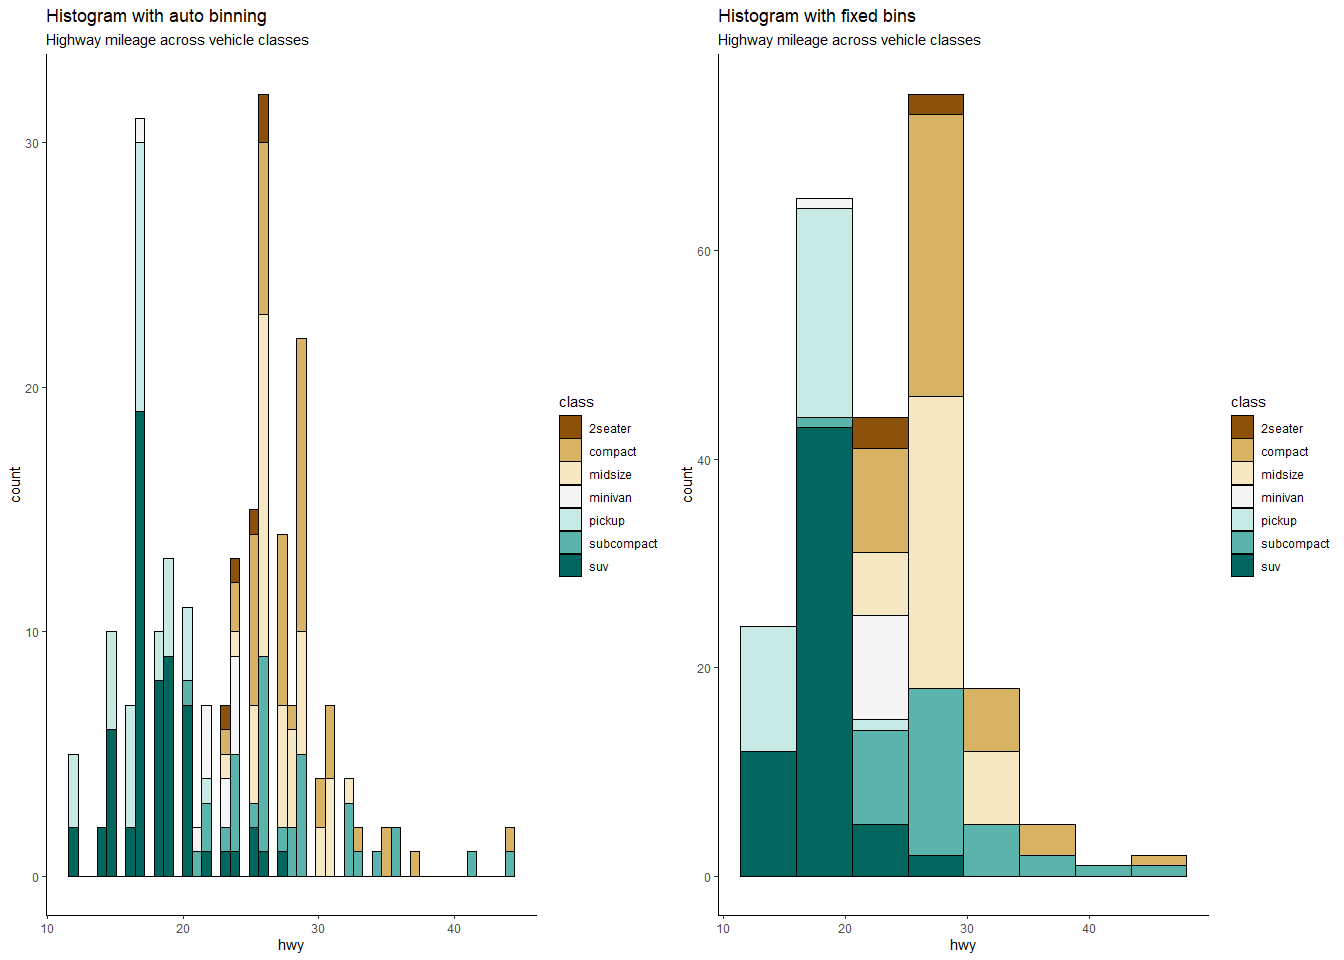 Histogram with auto binning
Highway mileage across vehicle classes
30
20
10
0
count
10 20 30 40
hwy
class
2seater
compact
midsize
minivan
pickup
subcompact
suv
Histogram with fixed bins
Highway mileage across vehicle classes
60
40
20
0
count
10 20 30 40
hwy
class
2seater
compact
midsize
minivan
pickup
subcompact
suv